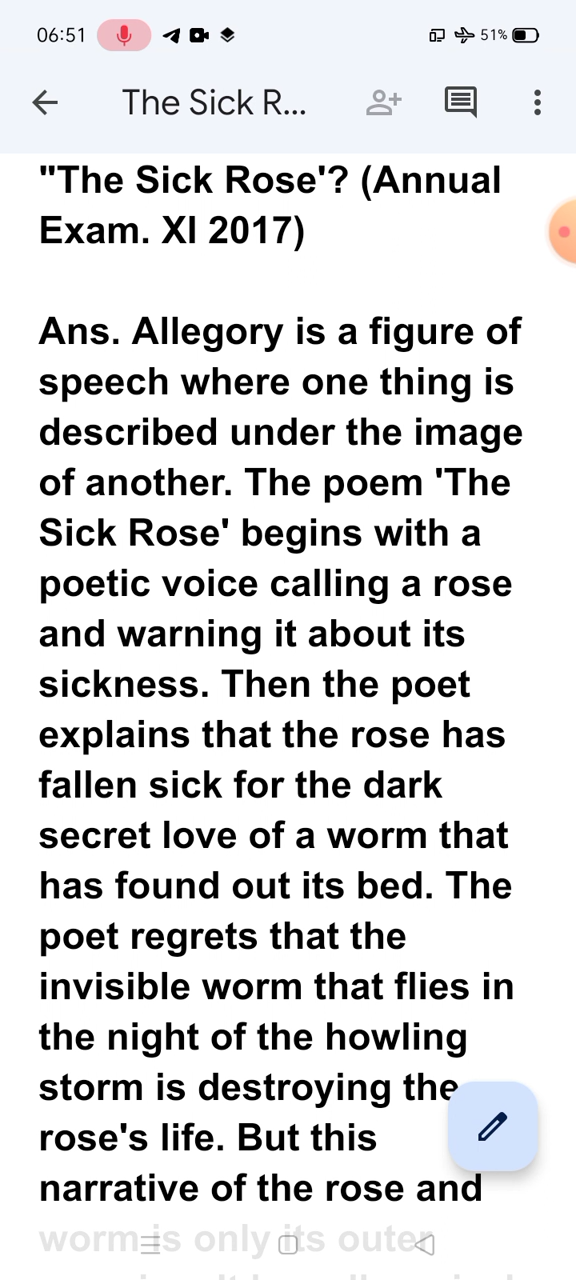 06:51
51%
The Sick R...
"The Sick Rose'? (Annual
Exam. XI 2017)
Ans. Allegory is a figure of
speech where one thing is
described under the image
of another. The poem 'The
Sick Rose' begins with a
poetic voice calling a rose
and warning it about its
sickness. Then the poet
explains that the rose has
fallen sick for the dark
secret love of a worm that
has found out its bed. The
poet regrets that the
invisible worm that flies in
the night of the howling
storm is destroying the
rose's life. But this
narrative of the rose and
worm is only its outer